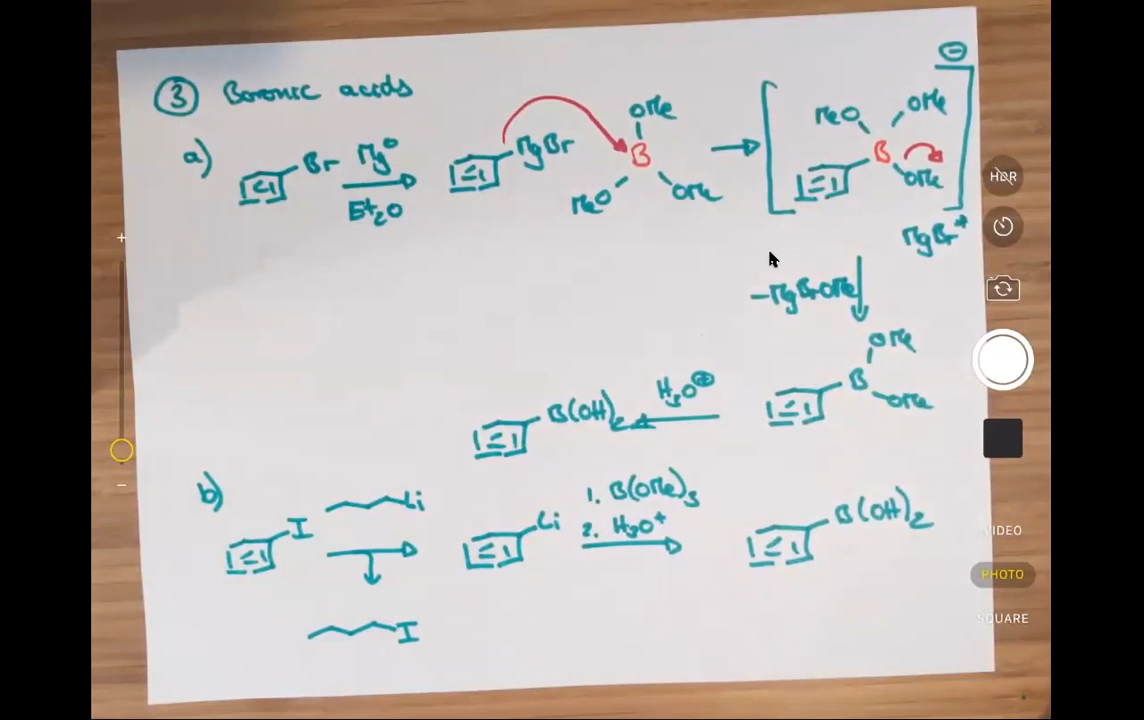 ③ Boronic acids
a) Br Mg⁰ Et₂O MgBr OMe B MeO OMe
MeO OMe B OMe ⊖ MgBr⁺
-MgBrOMe
OMe B OMe
H₃O⊕ B(OH)₂
b) I Li Li 1. B(OMe)₃ 2. H₃O⁺ B(OH)₂
I
HDR
VIDEO
PHOTO
SQUARE